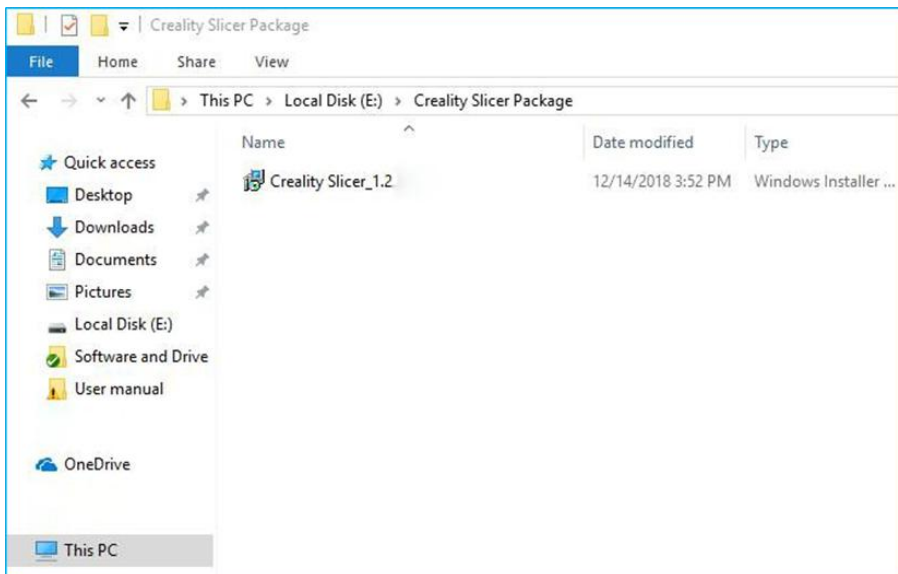 Creality Slicer Package
File Home Share View
This PC > Local Disk (E:) > Creality Slicer Package
Name Date modified Type
Quick access
Creality Slicer_1.2 12/14/2018 3:52 PM Windows Installer ...
Desktop
Downloads
Documents
Pictures
Local Disk (E:)
Software and Drive
User manual
OneDrive
This PC